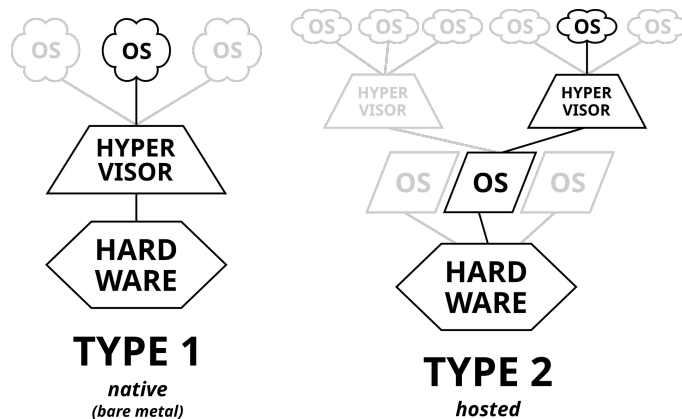 OS OS OS
HYPER
VISOR
HARD
WARE
TYPE 1
native
(bare metal)
OS OS OS OS OS OS
HYPER
VISOR
HYPER
VISOR
OS OS OS
HARD
WARE
TYPE 2
hosted